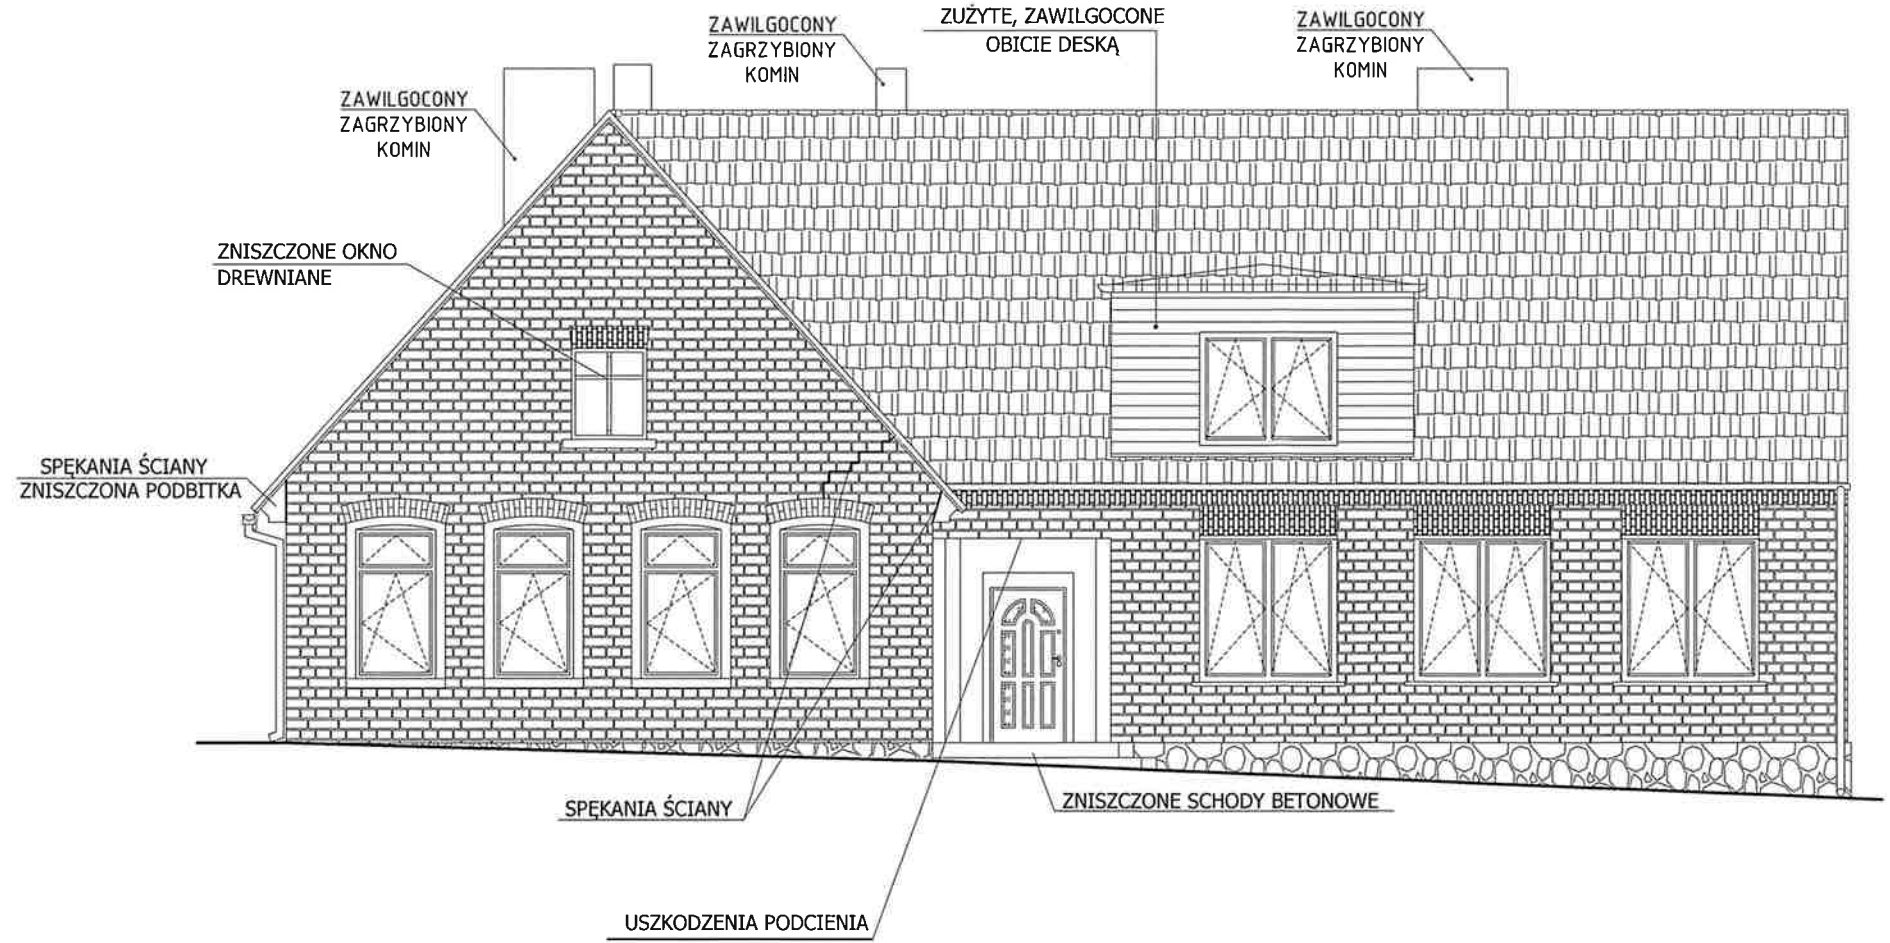 ZAWILGOCONY
ZAGRZYBIONY
KOMIN
ZUŻYTE, ZAWILGOCONE
OBICIE DESKĄ
ZAWILGOCONY
ZAGRZYBIONY
KOMIN
ZAWILGOCONY
ZAGRZYBIONY
KOMIN
ZNISZCZONE OKNO
DREWNIANE
SPĘKANIA ŚCIANY
ZNISZCZONA PODBITKA
SPĘKANIA ŚCIANY
ZNISZCZONE SCHODY BETONOWE
USZKODZENIA PODCIENIA